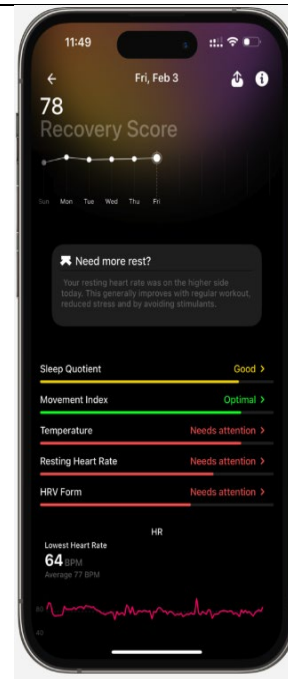 11:49
Fri, Feb 3
78
Recovery Score
Sun Mon Tue Wed Thu Fri
Need more rest?
Your resting heart rate was on the higher side
today. This generally improves with regular workout,
reduced stress and by avoiding stimulants.
Sleep Quotient Good >
Movement Index Optimal >
Temperature Needs attention >
Resting Heart Rate Needs attention >
HRV Form Needs attention >
HR
Lowest Heart Rate
64 BPM
Average 77 BPM
60
40